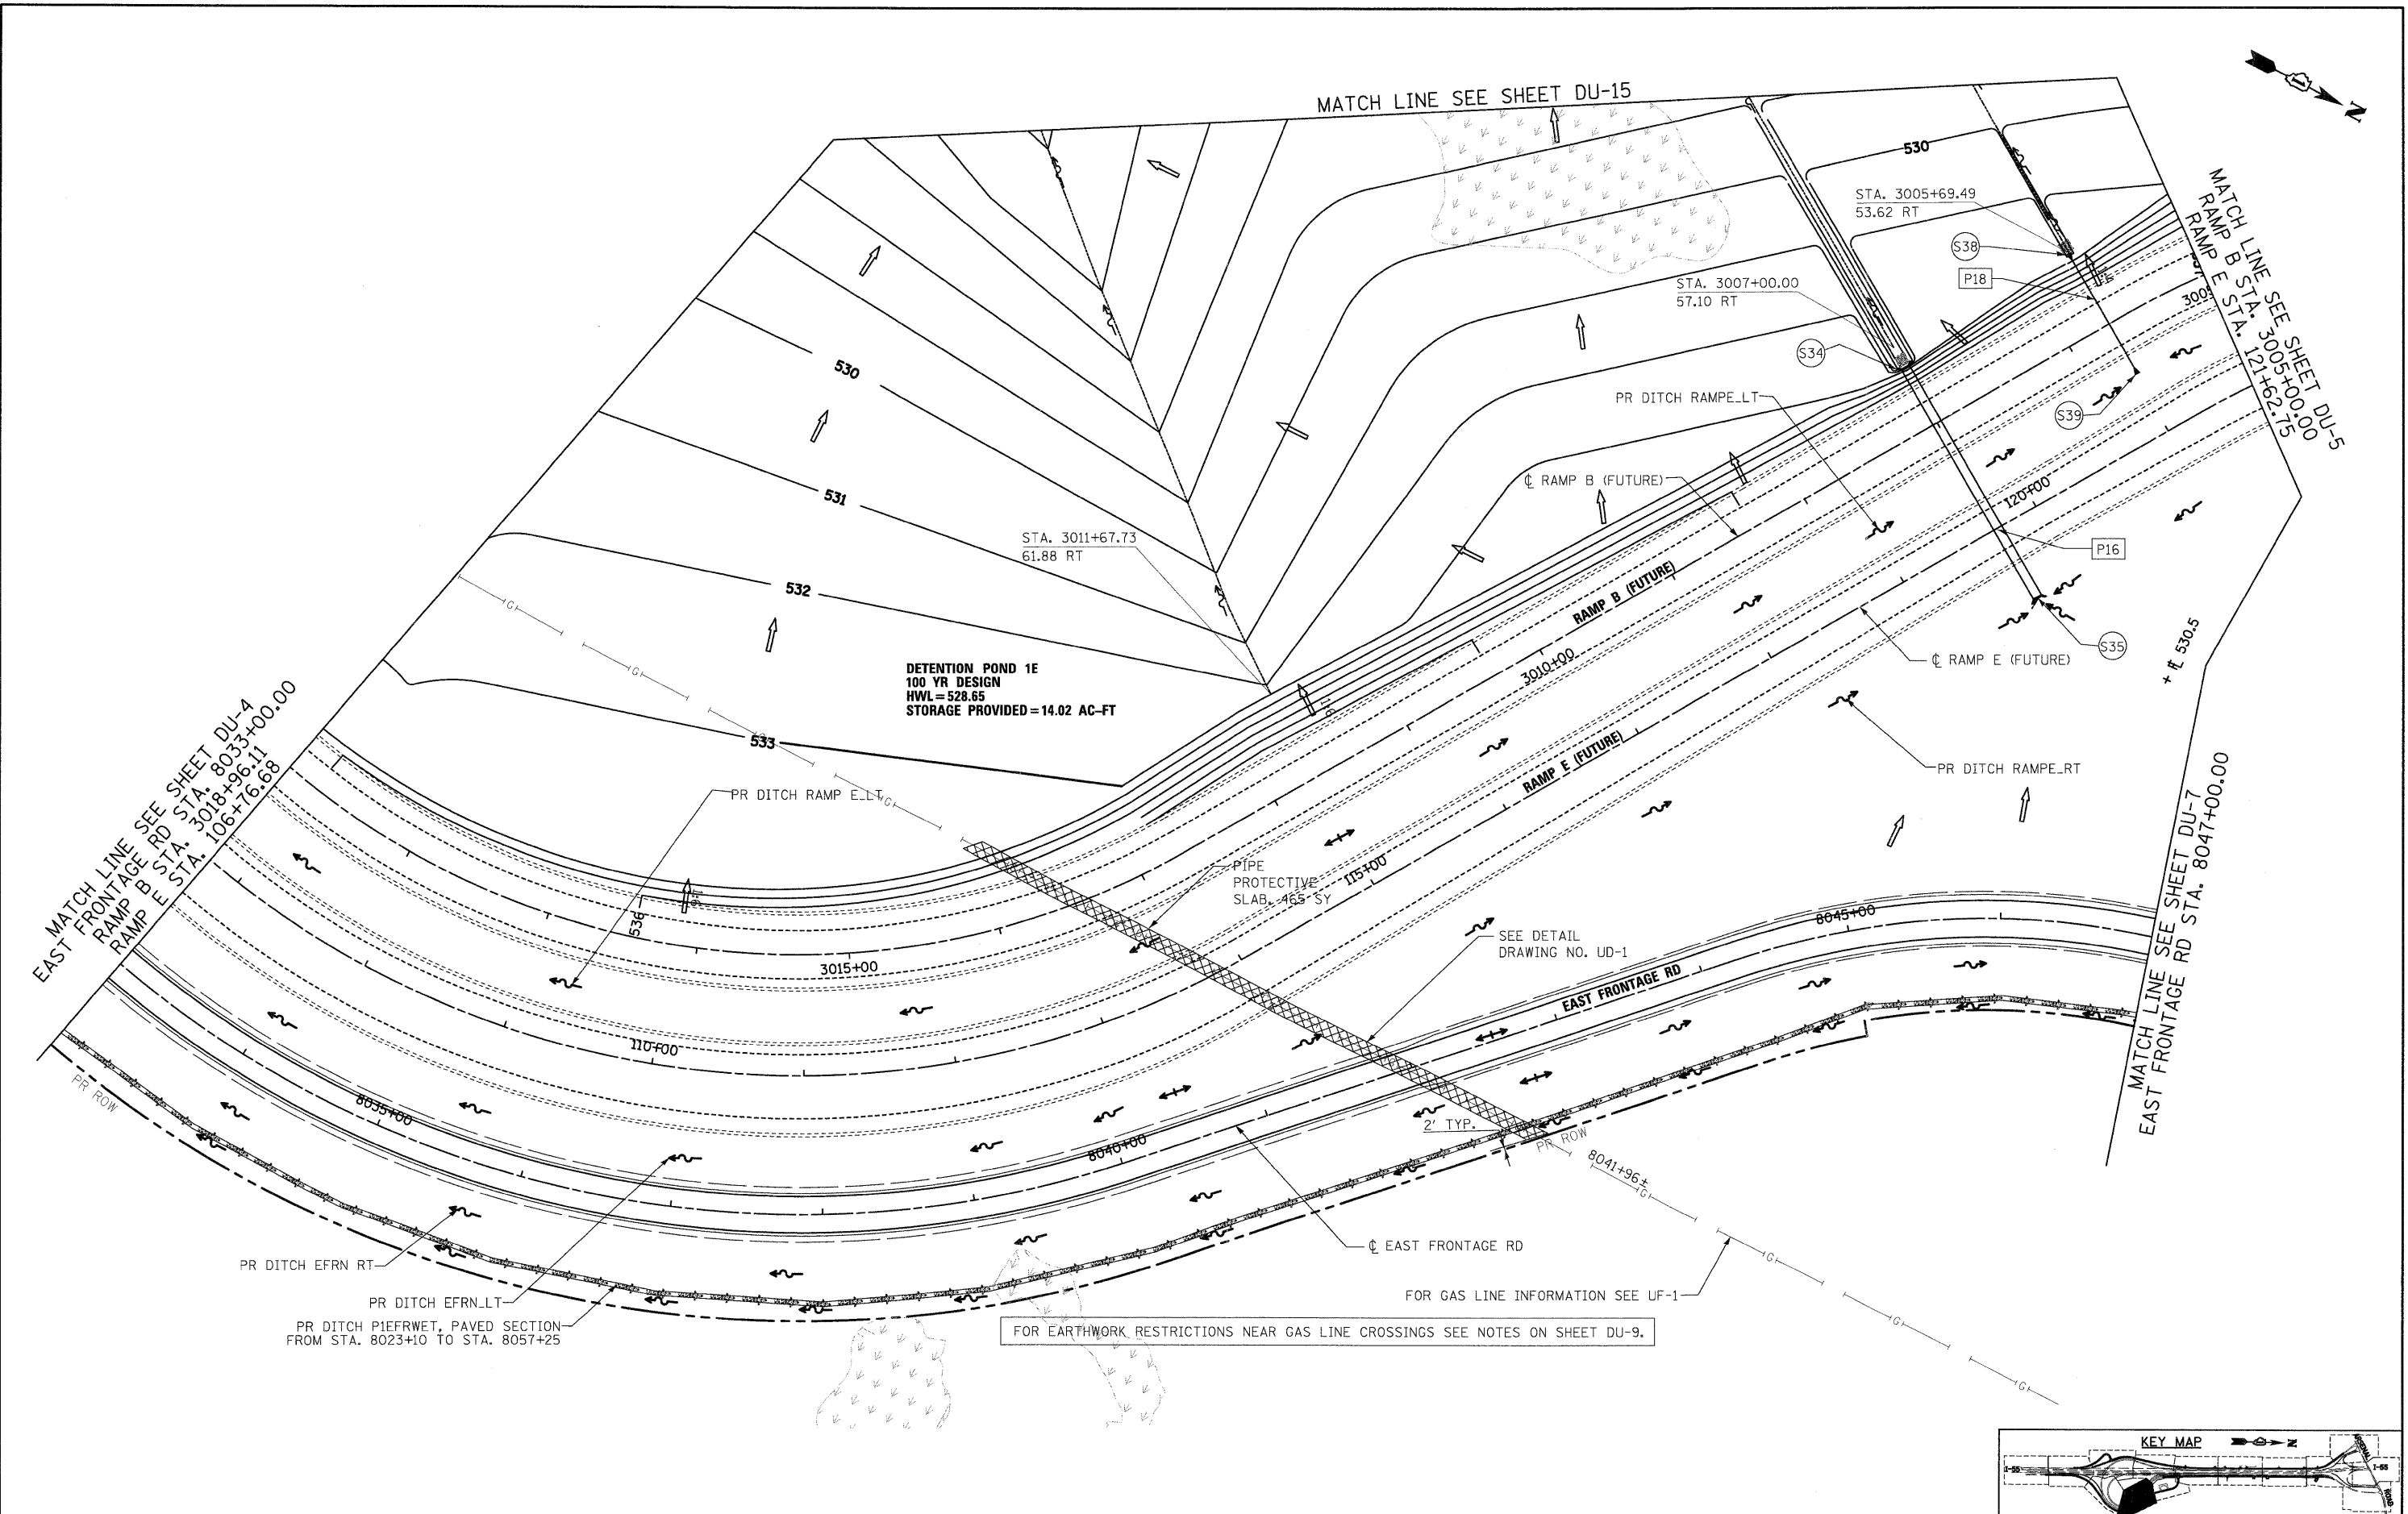 MATCH LINE SEE SHEET DU-15
N
MATCH LINE SEE SHEET DU-5
RAMP B STA. 3005+00.00
RAMP E STA. 121+62.75
530
STA. 3005+69.49
53.62 RT
S38
P18
STA. 3007+00.00
57.10 RT
S34
S39
PR DITCH RAMPE_LT
℄ RAMP B (FUTURE)
120+00
P16
530
531
STA. 3011+67.73
61.88 RT
532
RAMP B (FUTURE)
S35
℄ RAMP E (FUTURE)
+ ℄ 530.5
3010+00
DETENTION POND 1E
100 YR DESIGN
HWL=528.65
STORAGE PROVIDED=14.02 AC-FT
533
1:6
RAMP E (FUTURE)
PR DITCH RAMPE_RT
MATCH LINE SEE SHEET DU-4
EAST FRONTAGE RD STA. 8033+00.00
RAMP B STA. 3018+96.11
RAMP E STA. 106+76.68
PR DITCH RAMP E_LT
G
MATCH LINE SEE SHEET DU-7
EAST FRONTAGE RD STA. 8047+00.00
PIPE
PROTECTIVE
SLAB, 465 SY
115+00
536
1:6
8045+00
SEE DETAIL
DRAWING NO. UD-1
3015+00
EAST FRONTAGE RD
110+00
PR ROW
8035+00
2' TYP.
8040+00
PR ROW
8041+96±
G
℄ EAST FRONTAGE RD
PR DITCH EFRN RT
PR DITCH EFRN_LT
FOR GAS LINE INFORMATION SEE UF-1
PR DITCH P1EFRWET, PAVED SECTION
FROM STA. 8023+10 TO STA. 8057+25
FOR EARTHWORK RESTRICTIONS NEAR GAS LINE CROSSINGS SEE NOTES ON SHEET DU-9.
G
KEY MAP
N
I-55
I-55
ROAD